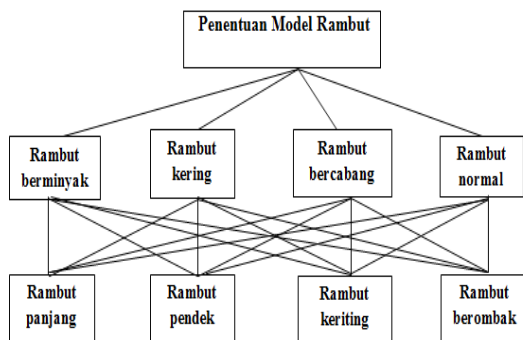 Penentuan Model Rambut
Rambut
berminyak
Rambut
kering
Rambut
bercabang
Rambut
normal
Rambut
panjang
Rambut
pendek
Rambut
keriting
Rambut
berombak